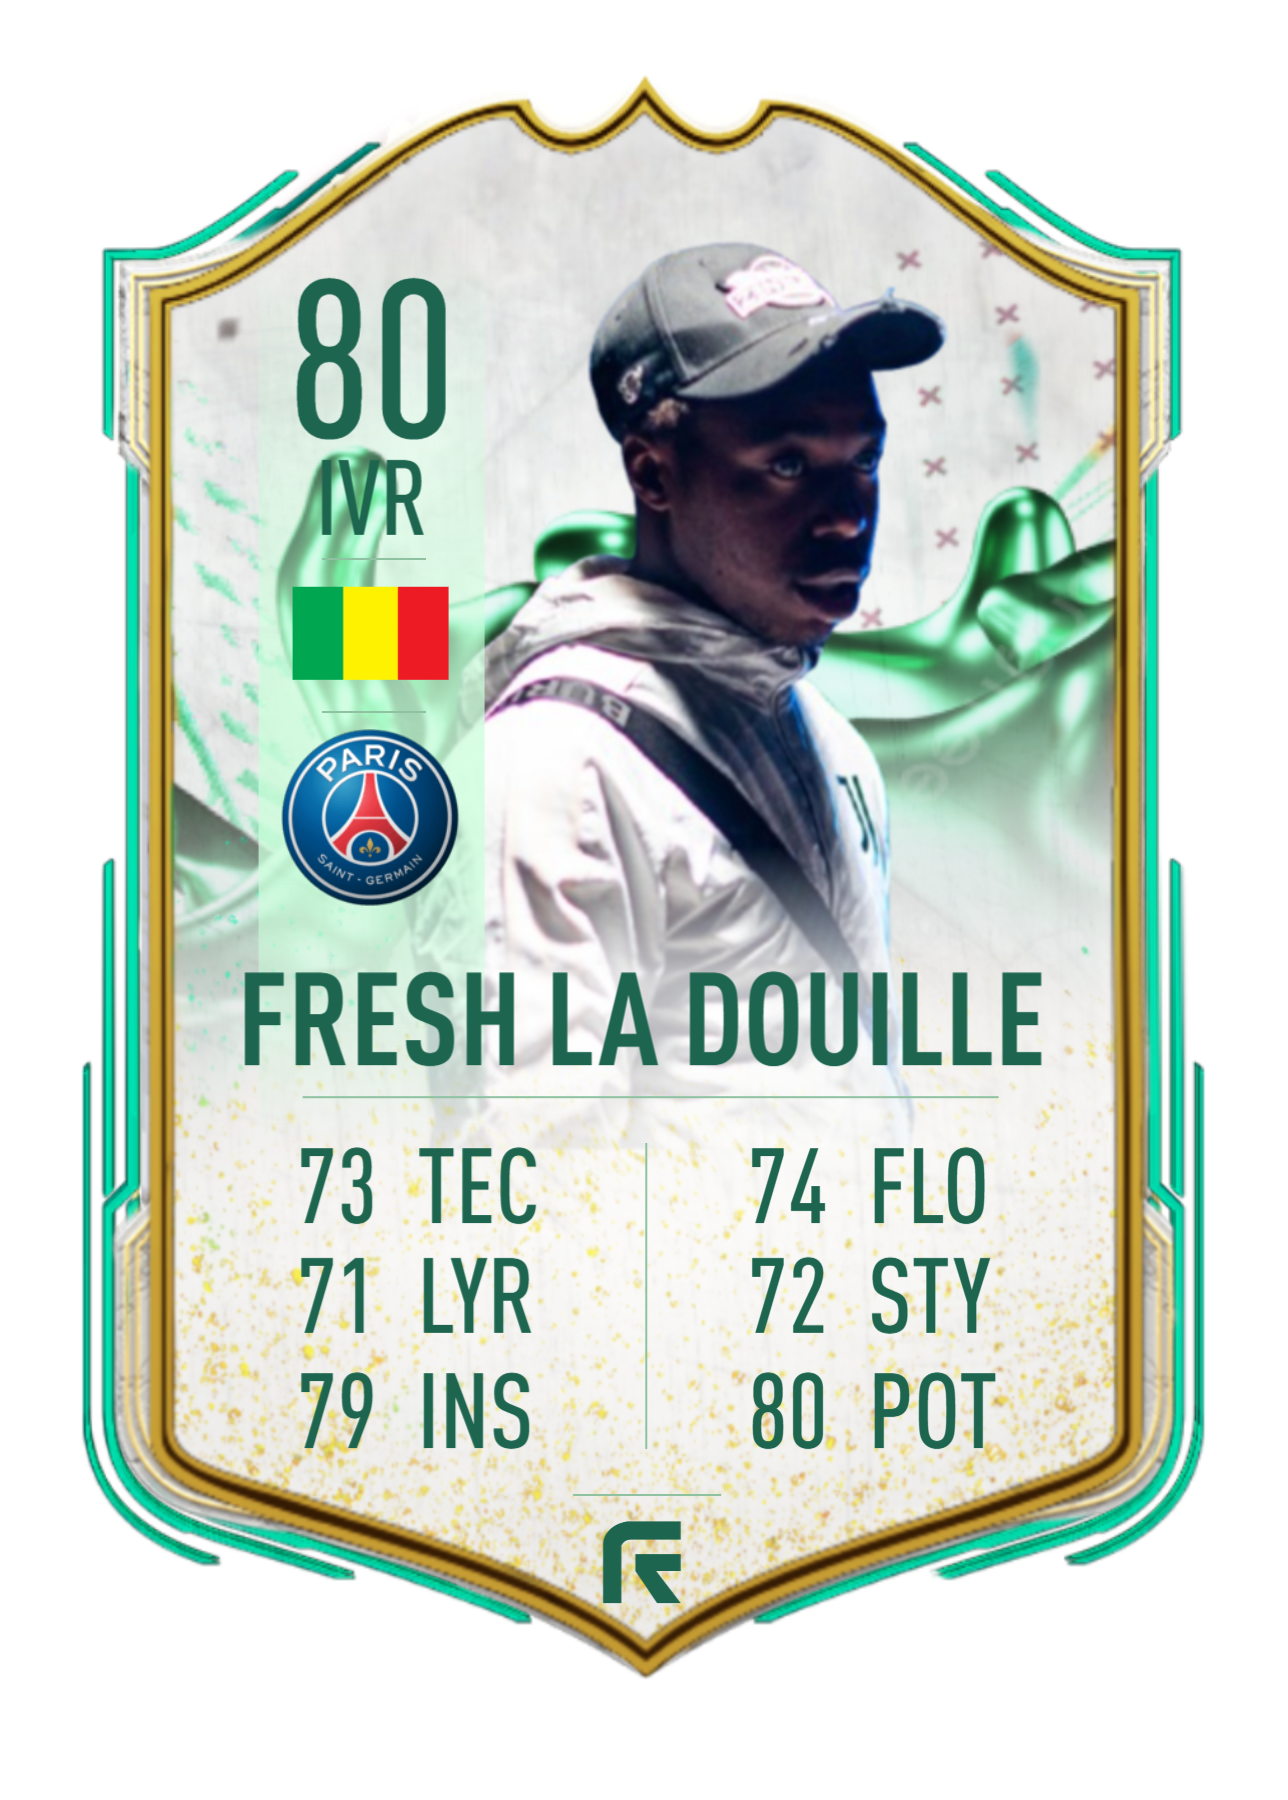 80
IVR
PARIS
SAINT - GERMAIN
FRESH LA DOUILLE
73 TEC 74 FLO
71 LYR 72 STY
79 INS 80 POT